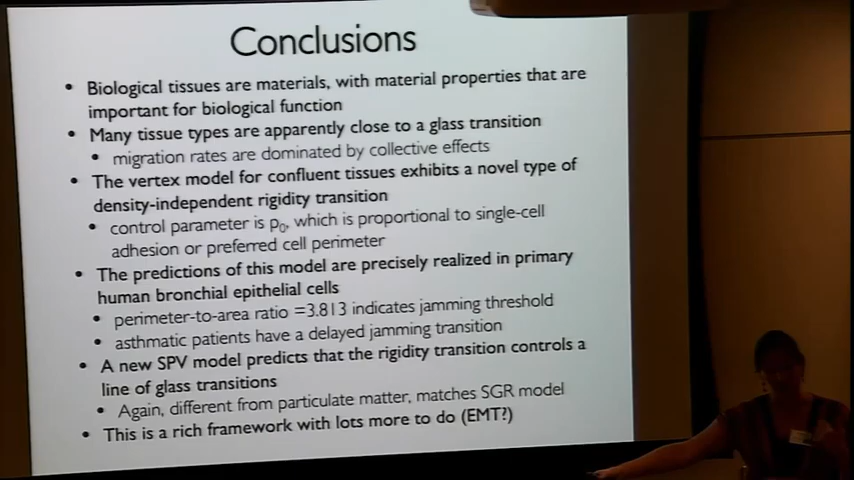 Conclusions
• Biological tissues are materials, with material properties that are
important for biological function
• Many tissue types are apparently close to a glass transition
• migration rates are dominated by collective effects
• The vertex model for confluent tissues exhibits a novel type of
density-independent rigidity transition
• control parameter is p₀, which is proportional to single-cell
adhesion or preferred cell perimeter
• The predictions of this model are precisely realized in primary
human bronchial epithelial cells
• perimeter-to-area ratio =3.813 indicates jamming threshold
• asthmatic patients have a delayed jamming transition
• A new SPV model predicts that the rigidity transition controls a
line of glass transitions
• Again, different from particulate matter, matches SGR model
• This is a rich framework with lots more to do (EMT?)